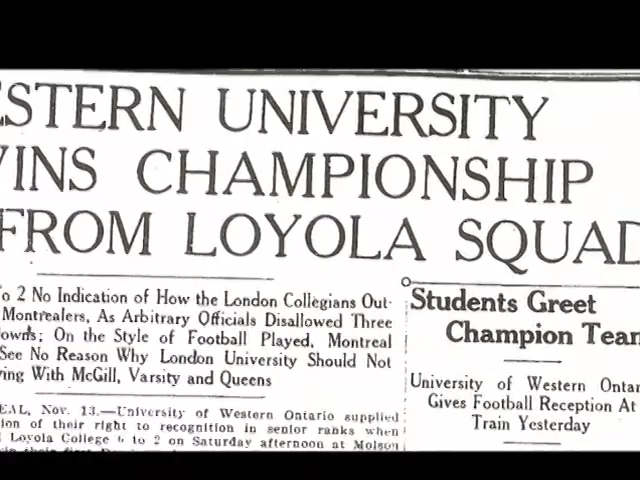 ESTERN UNIVERSITY
WINS CHAMPIONSHIP
FROM LOYOLA SQUAD
To 2 No Indication of How the London Collegians Out-
Montrealers, As Arbitrary Officials Disallowed Three
owns; On the Style of Football Played, Montreal
See No Reason Why London University Should Not
ing With McGill, Varsity and Queens
EAL, Nov. 13.—University of Western Ontario supplied
ion of their right to recognition in senior ranks when
Loyola College 6 to 2 on Saturday afternoon at Molson
Students Greet
Champion Team
University of Western Ontar
Gives Football Reception At
Train Yesterday